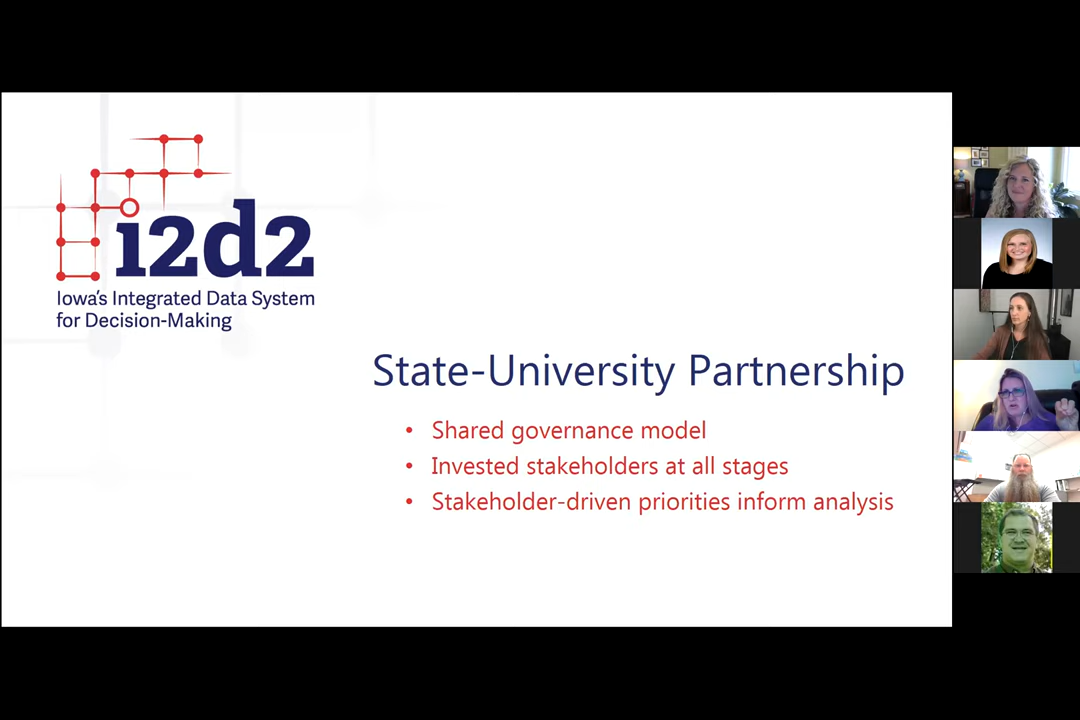 i2d2
Iowa's Integrated Data System
for Decision-Making
State-University Partnership
• Shared governance model
• Invested stakeholders at all stages
• Stakeholder-driven priorities inform analysis